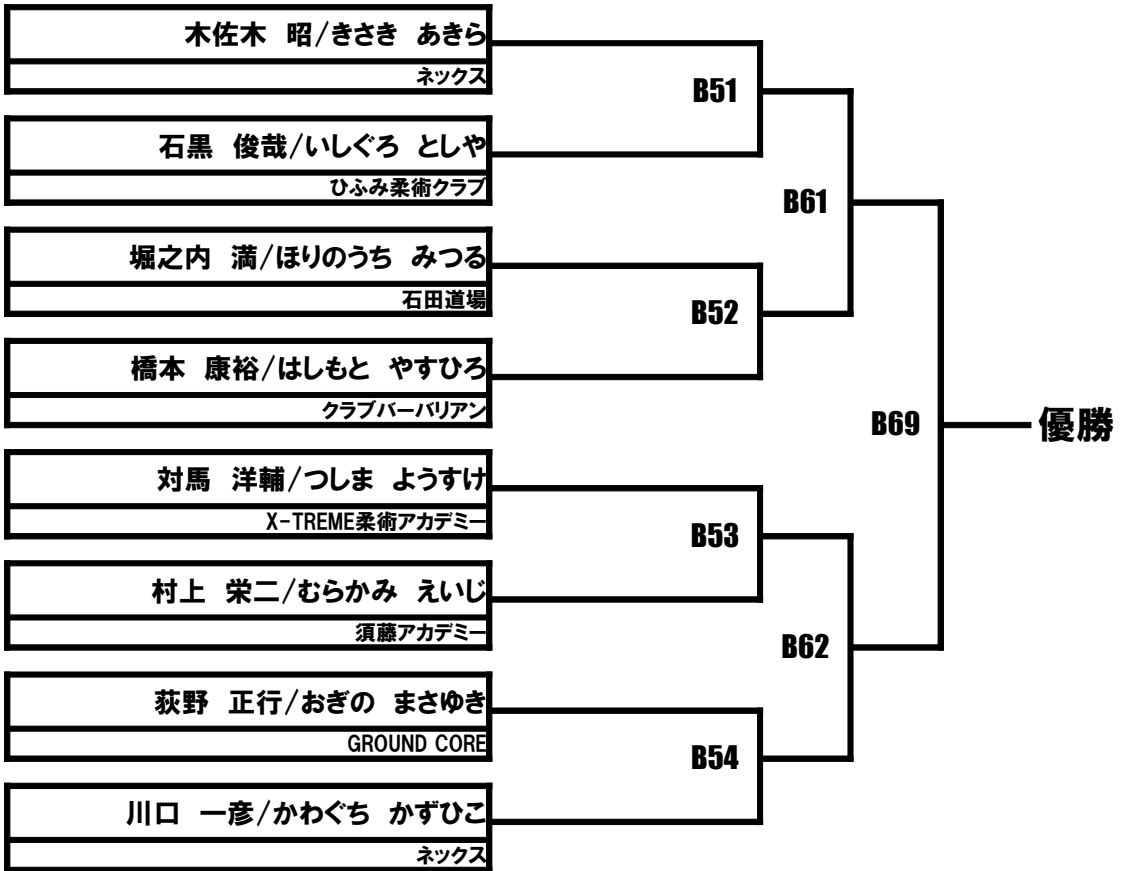 木佐木　昭/きさき　あきら
ネックス
B51
石黒　俊哉/いしぐろ　としや
ひふみ柔術クラブ
B61
堀之内　満/ほりのうち　みつる
石田道場
B52
橋本　康裕/はしもと　やすひろ
クラブバーバリアン
B69
優勝
対馬　洋輔/つしま　ようすけ
X-TREME柔術アカデミー
B53
村上　栄二/むらかみ　えいじ
須藤アカデミー
B62
荻野　正行/おぎの　まさゆき
GROUND CORE
B54
川口　一彦/かわぐち　かずひこ
ネックス